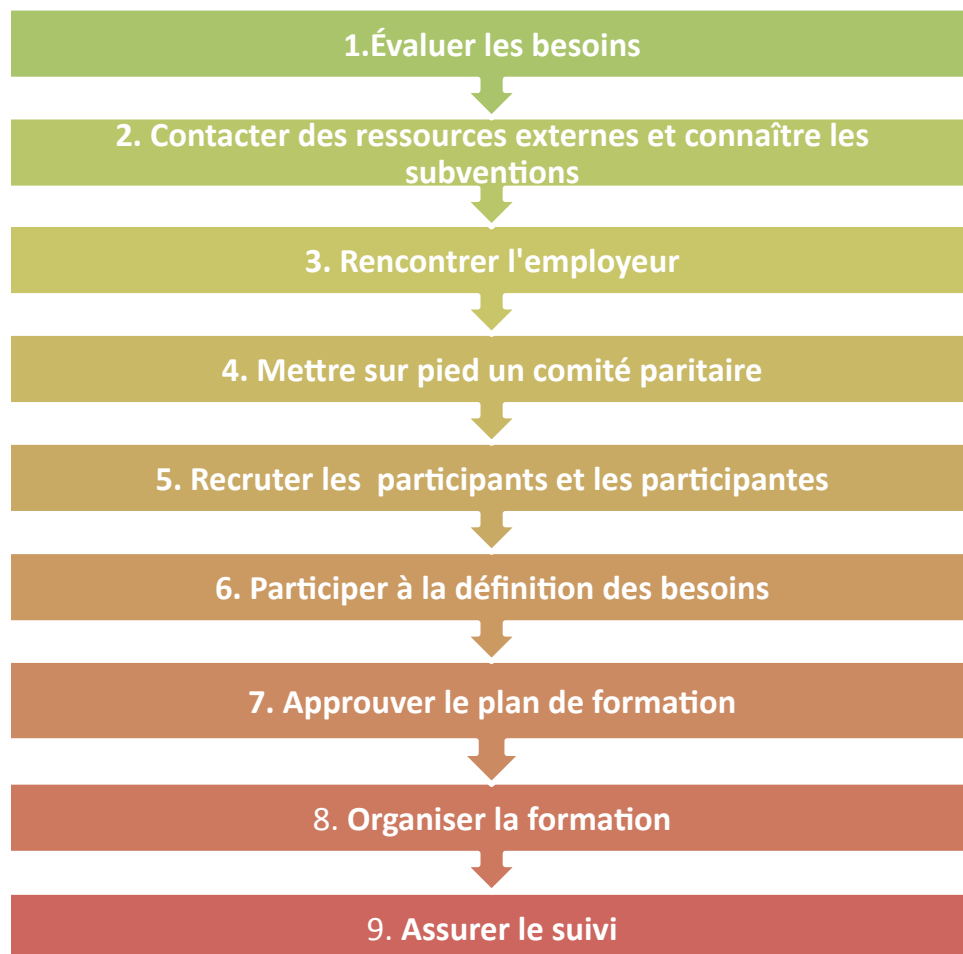 1.Évaluer les besoins
2. Contacter des ressources externes et connaître les
subventions
3. Rencontrer l'employeur
4. Mettre sur pied un comité paritaire
5. Recruter les  participants et les participantes
6. Participer à la définition des besoins
7. Approuver le plan de formation
8. Organiser la formation
9. Assurer le suivi